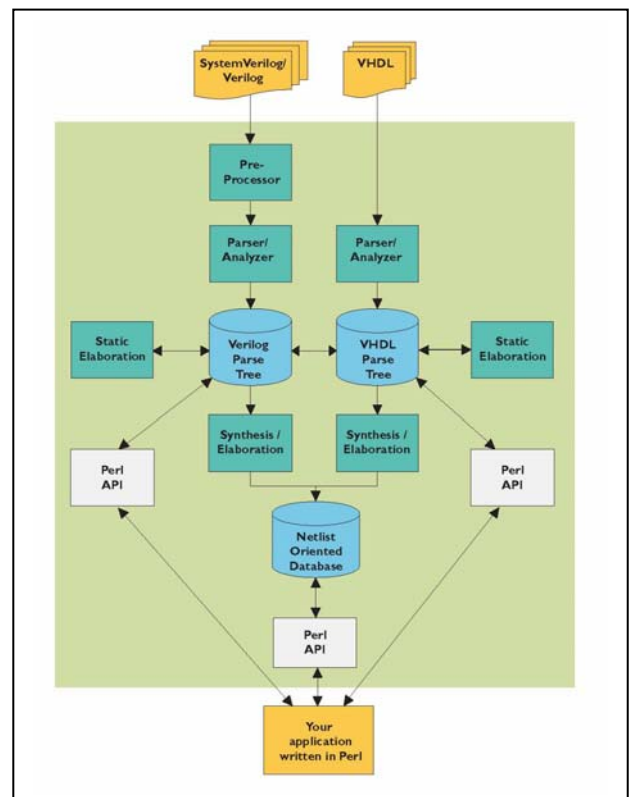 SystemVerilog/
Verilog
VHDL
Pre-
Processor
Parser/
Analyzer
Parser/
Analyzer
Static
Elaboration
Verilog
Parse
Tree
VHDL
Parse
Tree
Static
Elaboration
Synthesis /
Elaboration
Synthesis /
Elaboration
Perl
API
Perl
API
Netlist
Oriented
Database
Perl
API
Your
application
written in Perl